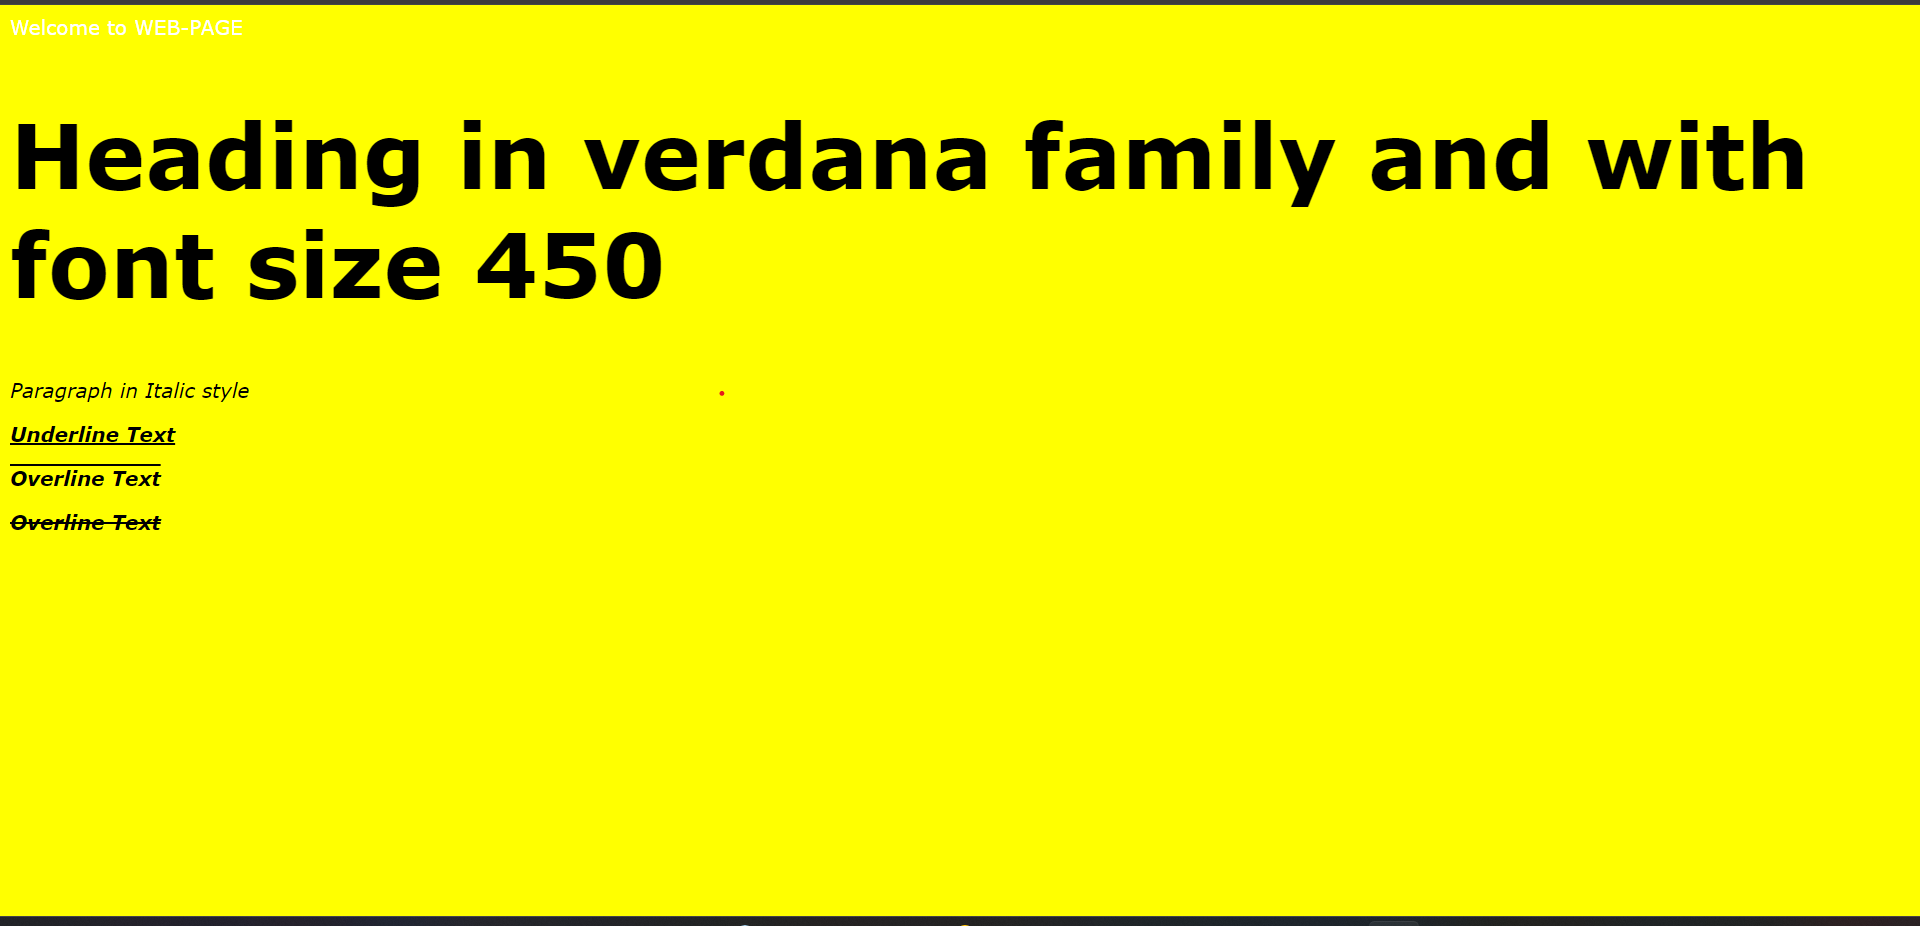 Welcome to WEB-PAGE
Heading in verdana family and with
font size 450
Paragraph in Italic style
Underline Text
Overline Text
Overline Text